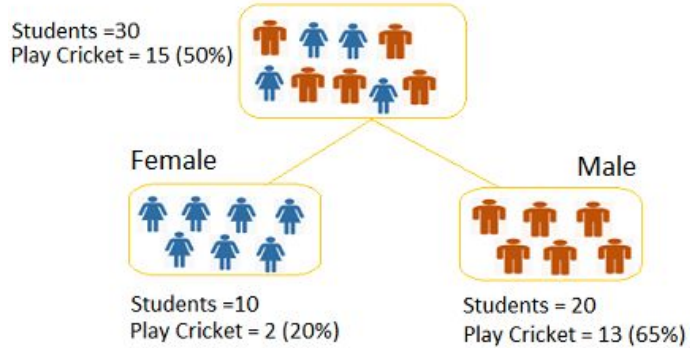 Students =30
Play Cricket = 15 (50%)
Female
Male
Students =10
Play Cricket = 2 (20%)
Students = 20
Play Cricket = 13 (65%)